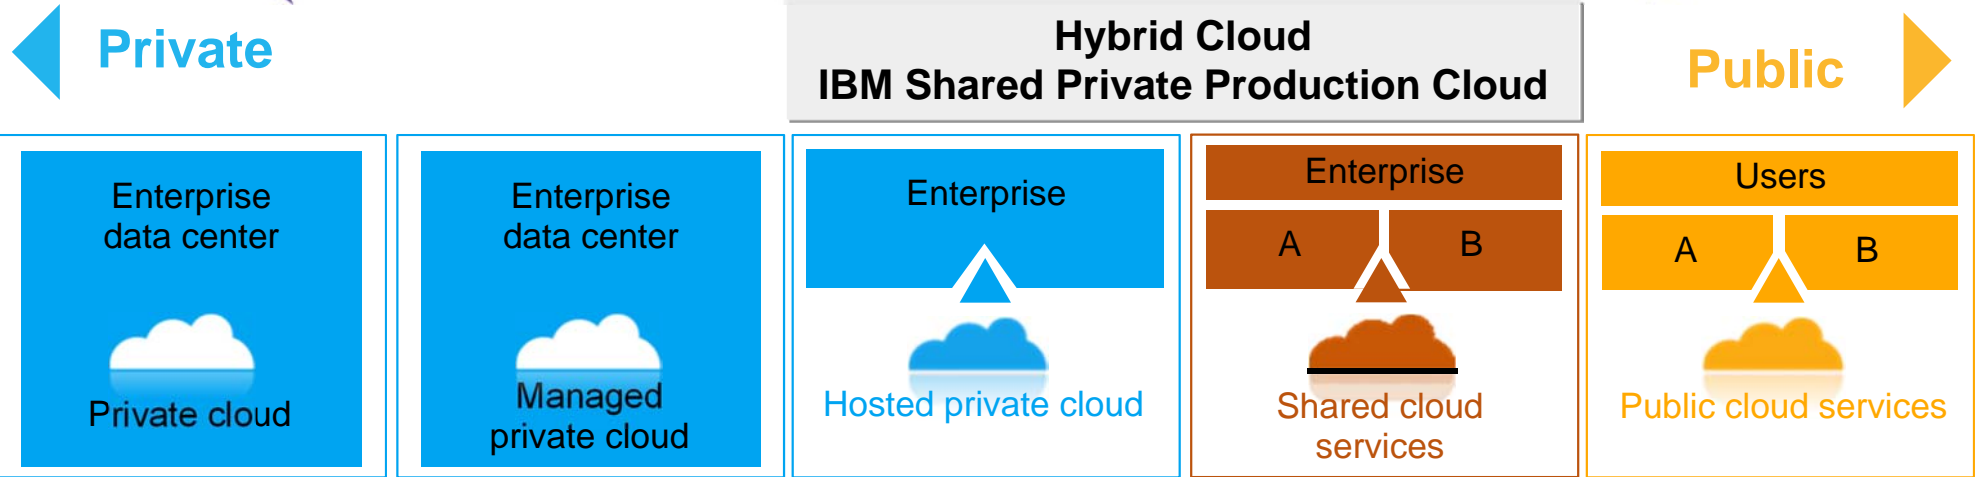 Private
Hybrid Cloud
IBM Shared Private Production Cloud
Public
Enterprise
data center
Private cloud
Enterprise
data center
Managed
private cloud
Enterprise
Hosted private cloud
Enterprise
A
B
Shared cloud
services
Users
A
B
Public cloud services